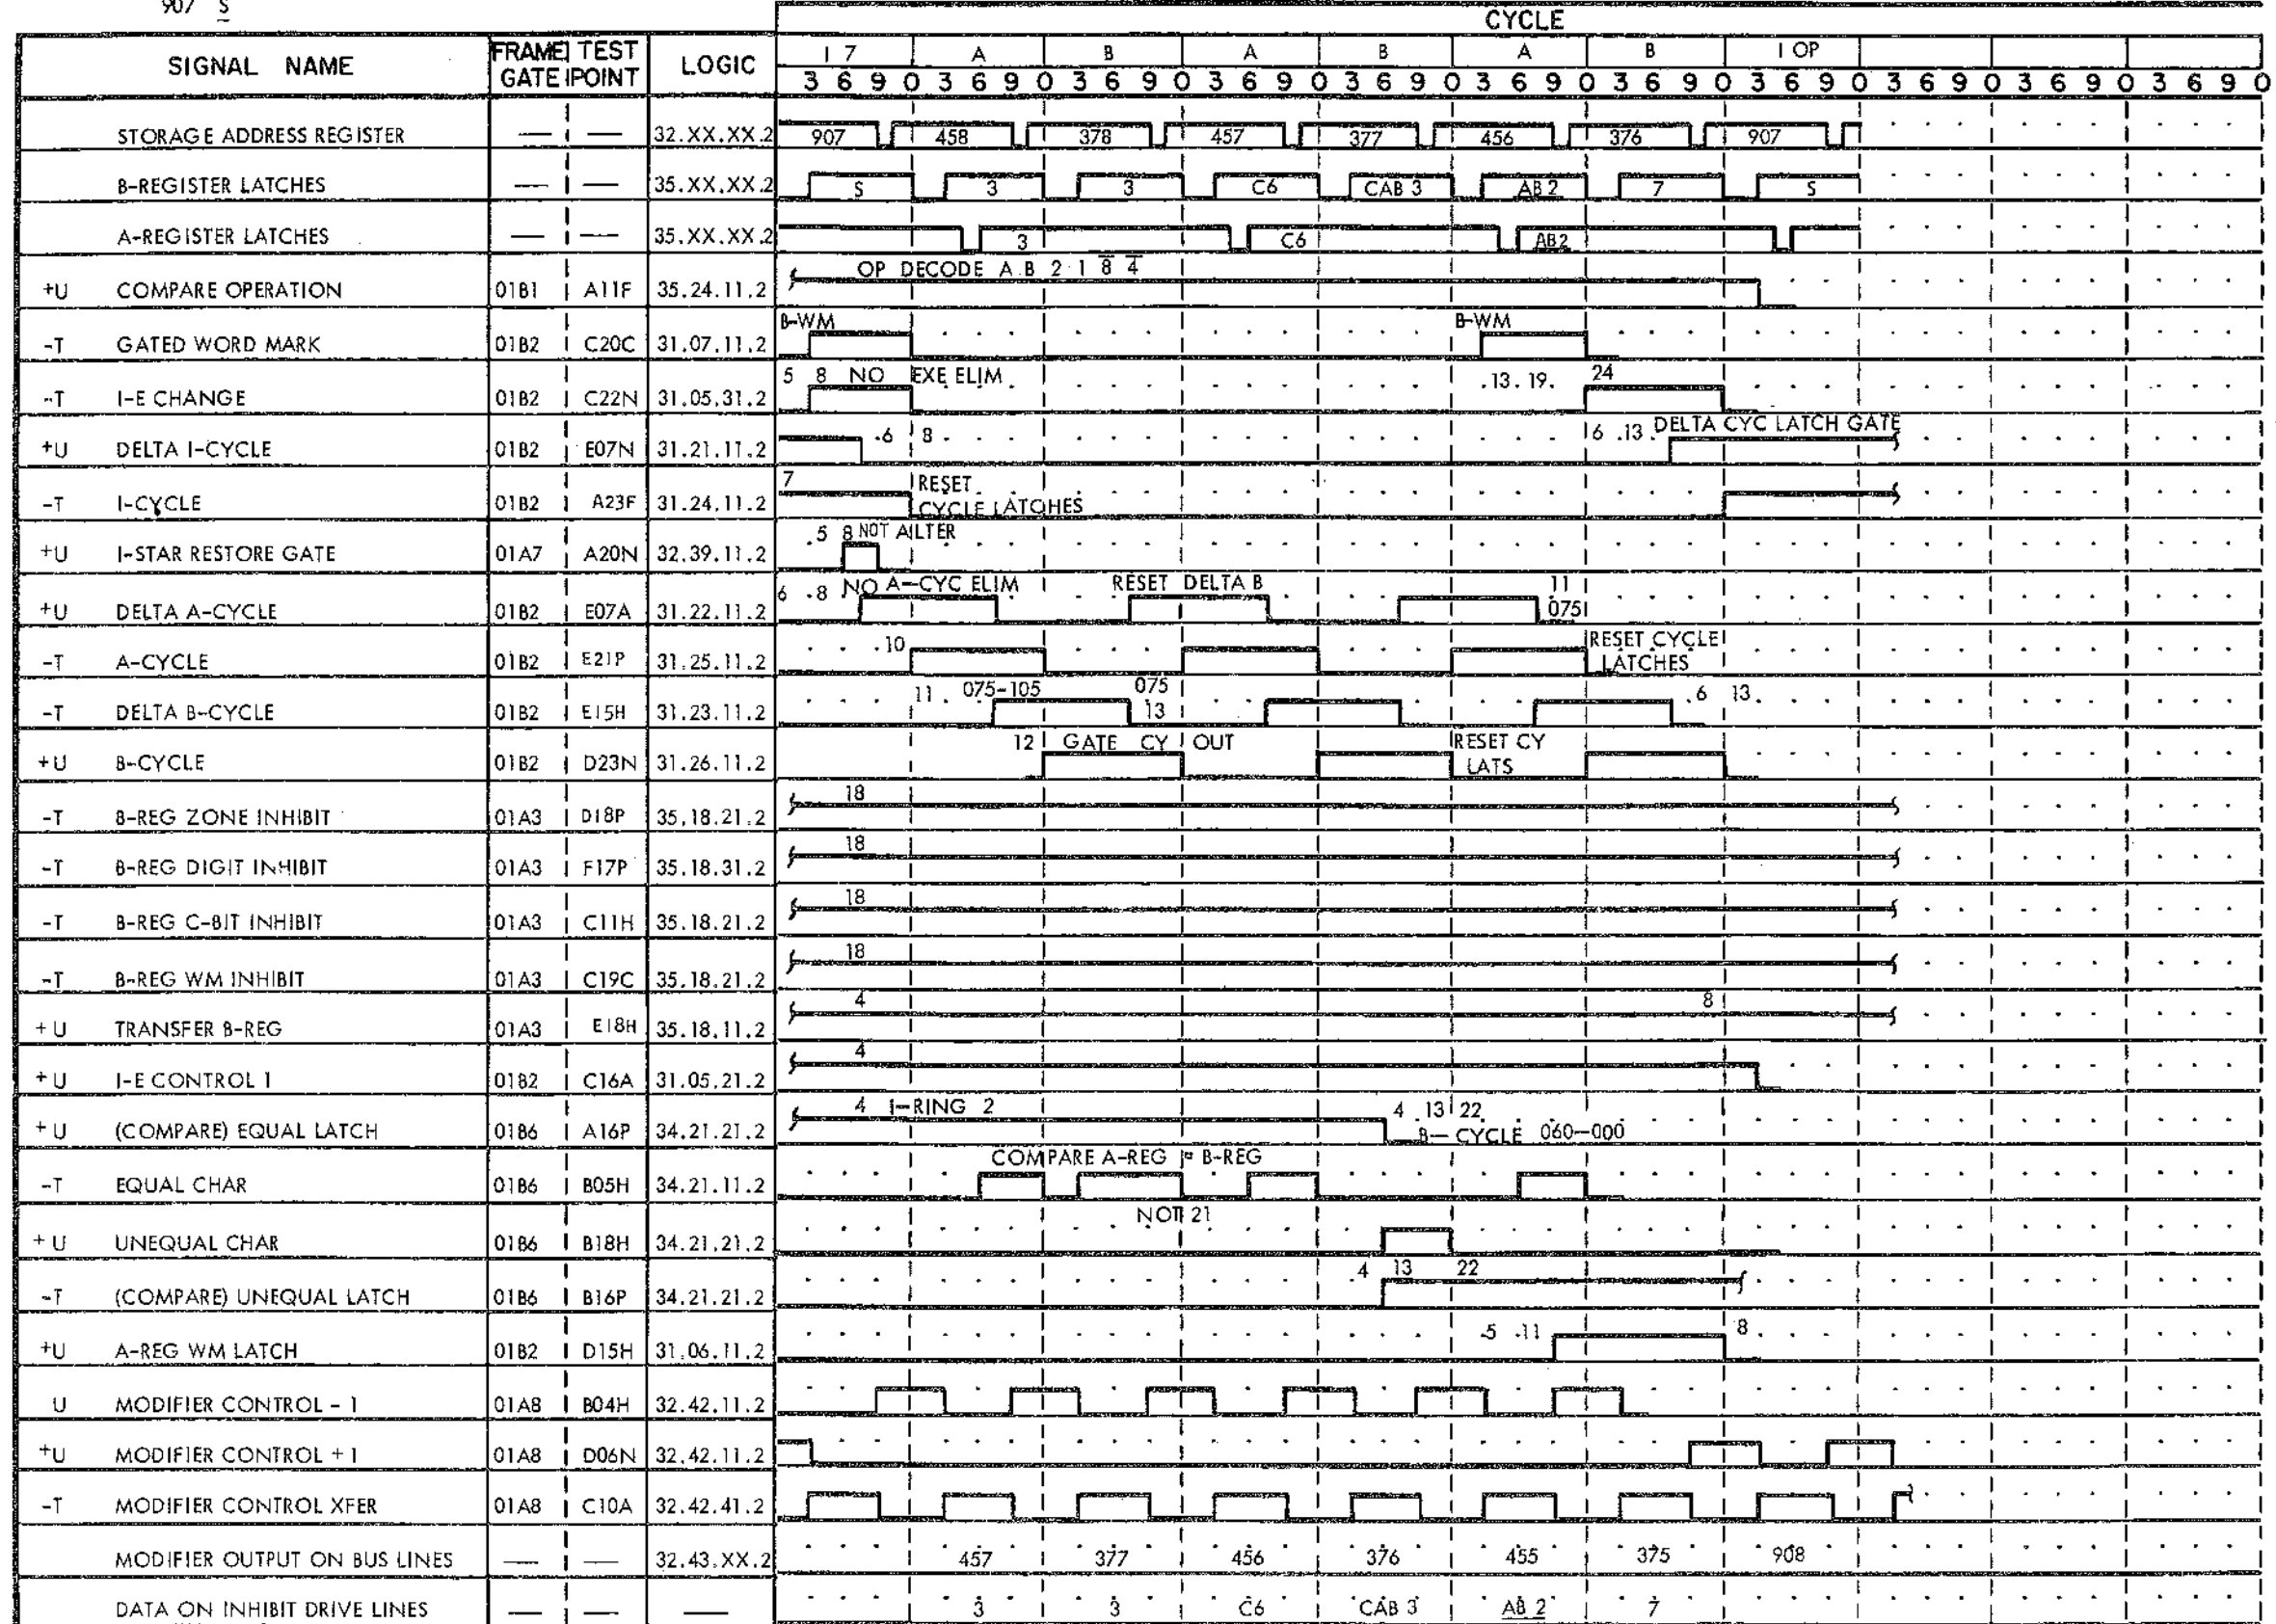 907 S
CYCLE
SIGNAL NAME FRAME GATE TEST POINT LOGIC I 7 A B A B A B I OP
3 6 9 0 3 6 9 0 3 6 9 0 3 6 9 0 3 6 9 0 3 6 9 0 3 6 9 0 3 6 9 0 3 6 9 0 3 6 9 0 3 6 9 0
STORAGE ADDRESS REGISTER — — 32.XX.XX.2 907 458 378 457 377 456 376 907
B-REGISTER LATCHES — — 35.XX.XX.2 S 3 3 C6 CAB 3 AB 2 7 S
A-REGISTER LATCHES — — 35.XX.XX.2 3 C6 AB2
OP DECODE A B 2 1 8̅ 4̅
+U COMPARE OPERATION 01B1 A11F 35.24.11.2
B-WM B-WM
-T GATED WORD MARK 01B2 C20C 31.07.11.2
5 8 NO EXE ELIM 13 19 24
-T I-E CHANGE 01B2 C22N 31.05.31.2
6 8 6 13 DELTA CYC LATCH GATE
+U DELTA I-CYCLE 01B2 E07N 31.21.11.2
7 RESET
-T I-CYCLE 01B2 A23F 31.24.11.2 CYCLE LATCHES
5 8 NOT ALTER
+U I-STAR RESTORE GATE 01A7 A20N 32.39.11.2
6 8 NO A-CYC ELIM RESET DELTA B 11
+U DELTA A-CYCLE 01B2 E07A 31.22.11.2 075
10 RESET CYCLE
-T A-CYCLE 01B2 E21P 31.25.11.2 LATCHES
11 075-105 075 6 13
-T DELTA B-CYCLE 01B2 E15H 31.23.11.2 13
12 GATE CY OUT RESET CY
+U B-CYCLE 01B2 D23N 31.26.11.2 LATS
18
-T B-REG ZONE INHIBIT 01A3 D18P 35.18.21.2
18
-T B-REG DIGIT INHIBIT 01A3 F17P 35.18.31.2
18
-T B-REG C-BIT INHIBIT 01A3 C11H 35.18.21.2
18
-T B-REG WM INHIBIT 01A3 C19C 35.18.21.2
4 8
+U TRANSFER B-REG 01A3 E18H 35.18.11.2
4
+U I-E CONTROL 1 01B2 C16A 31.05.21.2
4 I-RING 2 4 13 22
+U (COMPARE) EQUAL LATCH 01B6 A16P 34.21.21.2 B- CYCLE 060-000
COMPARE A-REG = B-REG
-T EQUAL CHAR 01B6 B05H 34.21.11.2
NOT 21
+U UNEQUAL CHAR 01B6 B18H 34.21.21.2
4 13 22
-T (COMPARE) UNEQUAL LATCH 01B6 B16P 34.21.21.2
5 11 8
+U A-REG WM LATCH 01B2 D15H 31.06.11.2
U MODIFIER CONTROL - 1 01A8 B04H 32.42.11.2
+U MODIFIER CONTROL + 1 01A8 D06N 32.42.11.2
-T MODIFIER CONTROL XFER 01A8 C10A 32.42.41.2
MODIFIER OUTPUT ON BUS LINES — — 32.43.XX.2 457 377 456 376 455 375 908
DATA ON INHIBIT DRIVE LINES — — — 3 3 C6 CAB 3 AB 2 7